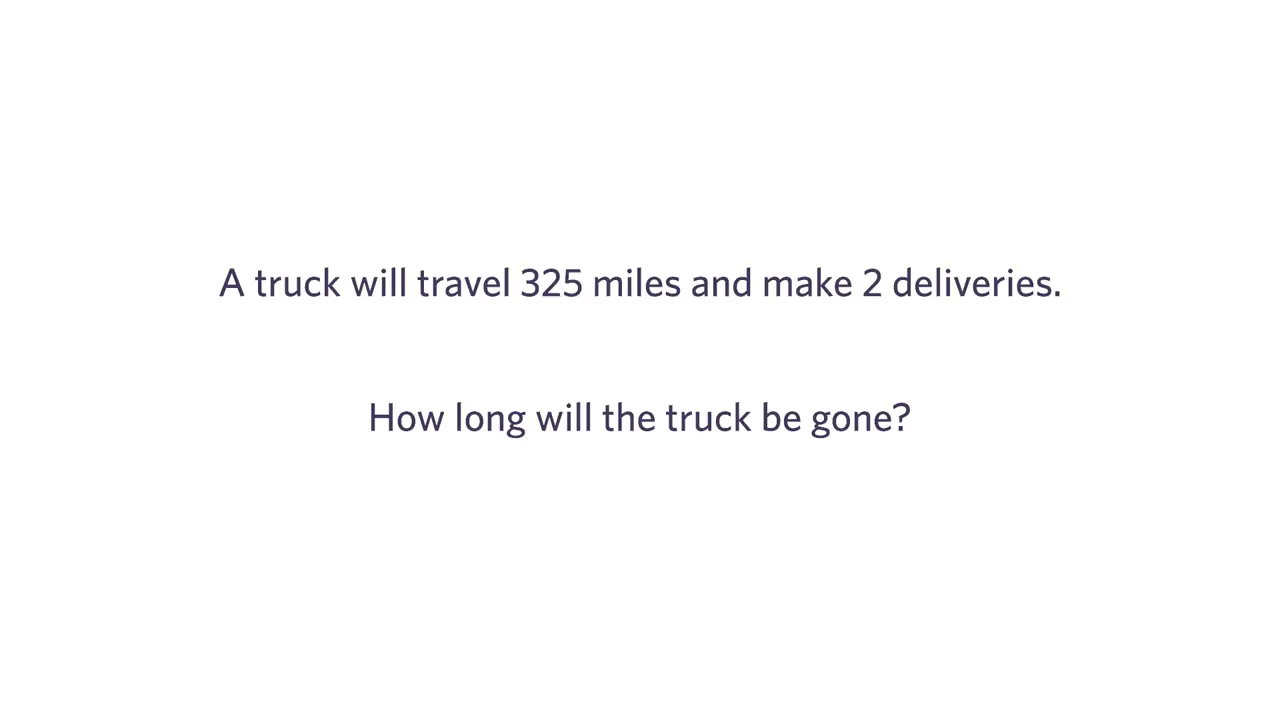 A truck will travel 325 miles and make 2 deliveries.
How long will the truck be gone?